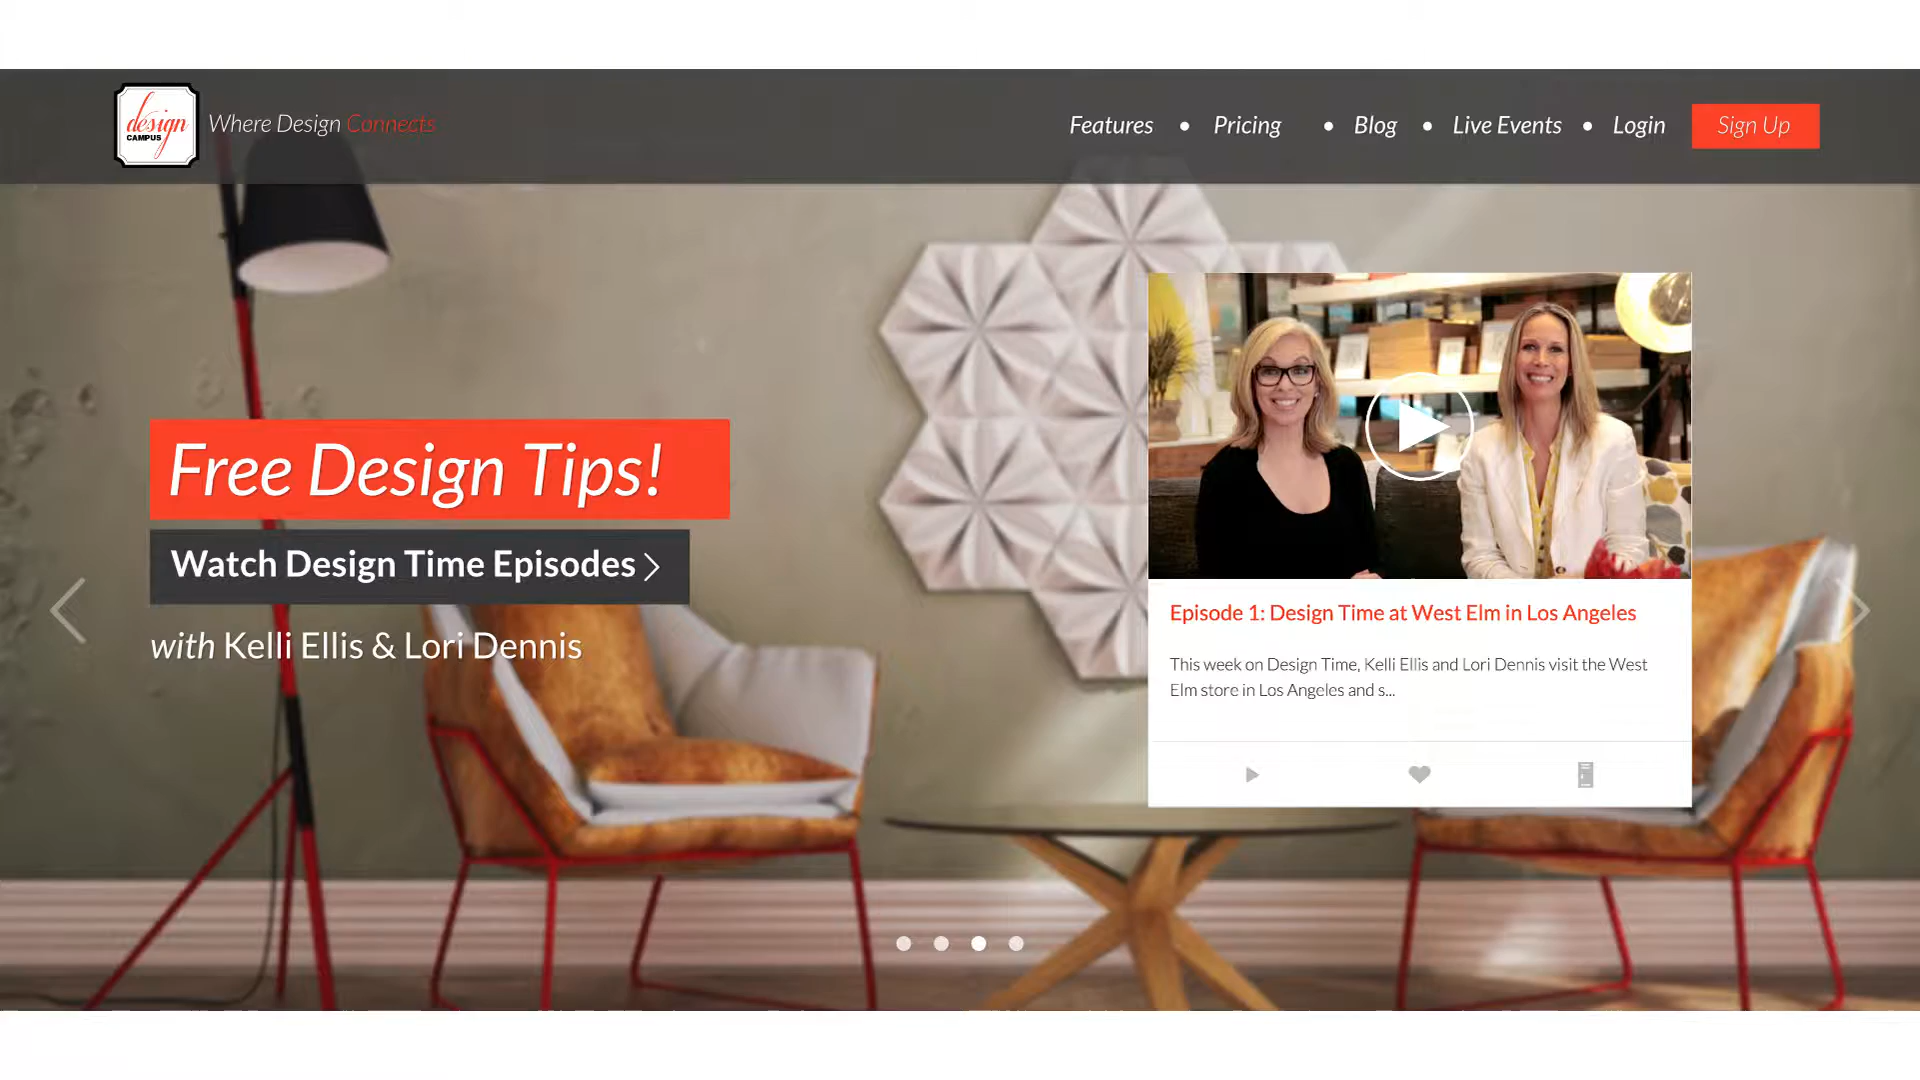 design
CAMPUS
Where Design Connects
Features • Pricing • Blog • Live Events • Login
Sign Up
Free Design Tips!
Watch Design Time Episodes
with Kelli Ellis & Lori Dennis
Episode 1: Design Time at West Elm in Los Angeles
This week on Design Time, Kelli Ellis and Lori Dennis visit the West
Elm store in Los Angeles and s...